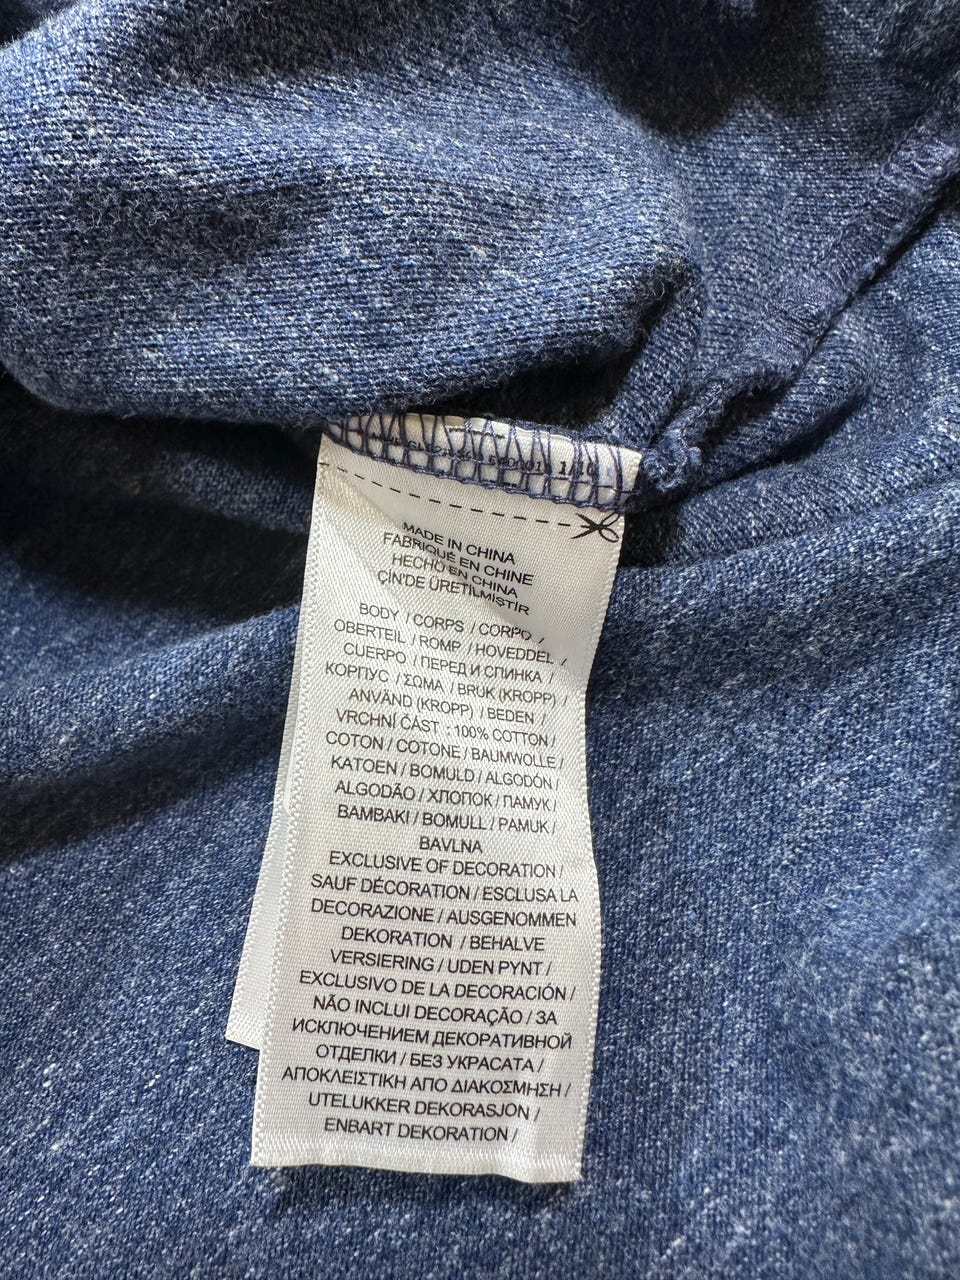 MADE IN CHINA
FABRIQUÉ EN CHINE
HECHO EN CHINA
ÇİN'DE ÜRETİLMİSTİR
BODY / CORPS / CORPO /
OBERTEIL / ROMP / HOVEDDEL /
CUERPO / ПЕРЕД И СПИНКА /
КОРПУС / ΣΩΜΑ / BRUK (KROPP) /
ANVÄND (KROPP) / BEDEN /
VRCHNÍ ČÁST : 100% COTTON /
COTON / COTONE / BAUMWOLLE /
KATOEN / BOMULD / ALGODÓN /
ALGODÃO / ХЛОПОК / ПАМУК /
ΒΑΜΒΑΚΙ / BOMULL / PAMUK /
BAVLNA
EXCLUSIVE OF DECORATION /
SAUF DÉCORATION / ESCLUSA LA
DECORAZIONE / AUSGENOMMEN
DEKORATION / BEHALVE
VERSIERING / UDEN PYNT /
EXCLUSIVO DE LA DECORACIÓN /
NÃO INCLUI DECORAÇÃO / ЗА
ИСКЛЮЧЕНИЕМ ДЕКОРАТИВНОЙ
ОТДЕЛКИ / БЕЗ УКРАСАТА /
ΑΠΟΚΛΕΙΣΤΙΚΗ ΑΠΟ ΔΙΑΚΟΣΜΗΣΗ /
UTELUKKER DEKORASJON /
ENBART DEKORATION /